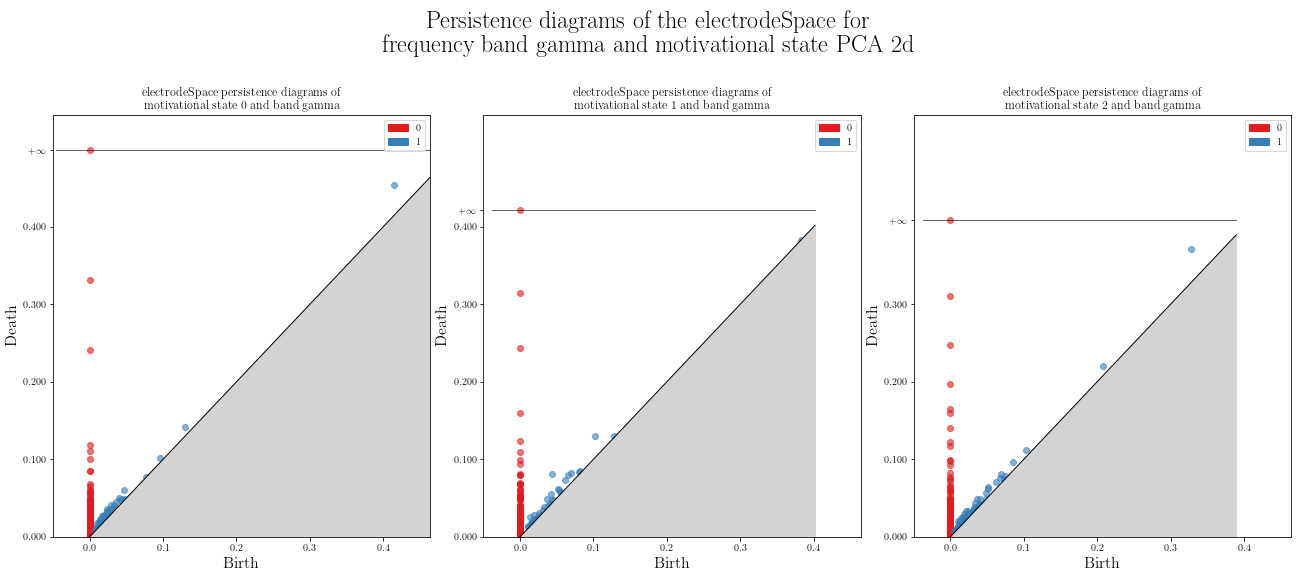 Persistence diagrams of the electrodeSpace for
frequency band gamma and motivational state PCA 2d
electrodeSpace persistence diagrams of
motivational state 0 and band gamma
0
1
+∞
0.400
0.300
0.200
0.100
0.000
Death
0.0 0.1 0.2 0.3 0.4
Birth
electrodeSpace persistence diagrams of
motivational state 1 and band gamma
0
1
+∞
0.400
0.300
0.200
0.100
0.000
Death
0.0 0.1 0.2 0.3 0.4
Birth
electrodeSpace persistence diagrams of
motivational state 2 and band gamma
0
1
+∞
0.300
0.200
0.100
0.000
Death
0.0 0.1 0.2 0.3 0.4
Birth